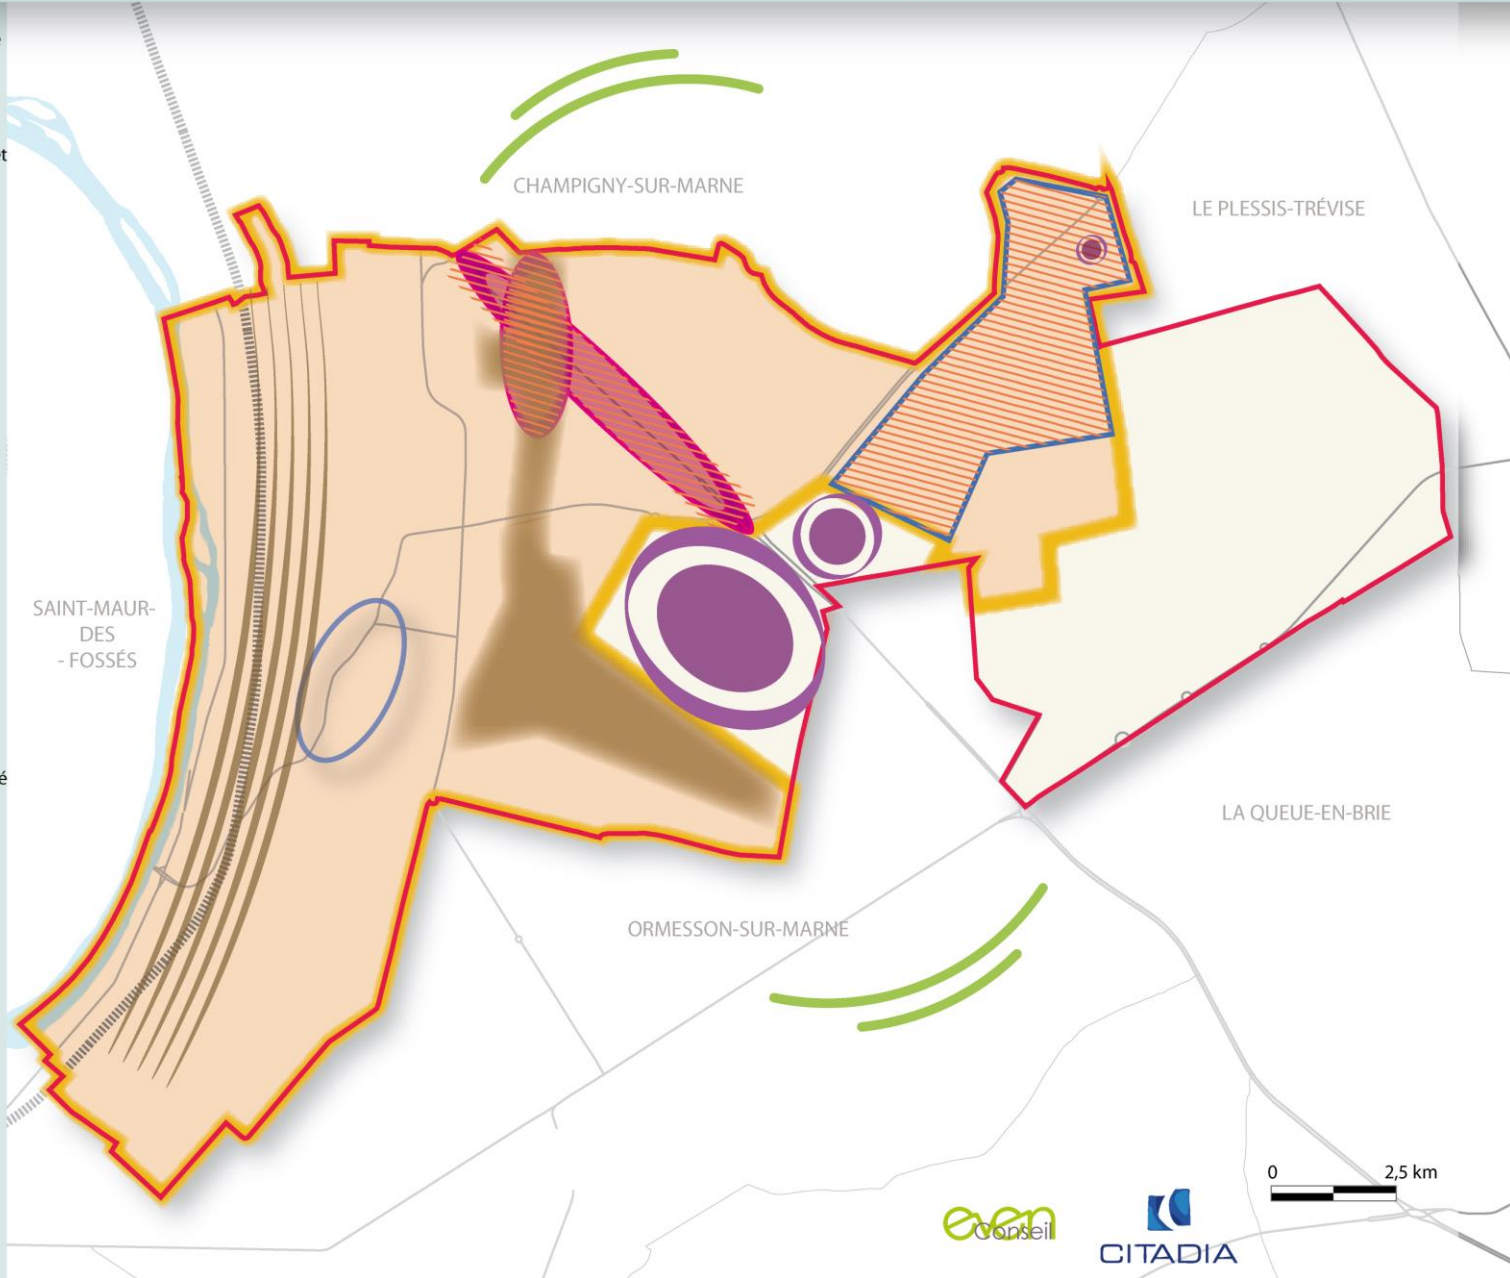 et
CHAMPIGNY-SUR-MARNE
LE PLESSIS-TRÉVISE
SAINT-MAUR-
DES
- FOSSÉS
é
LA QUEUE-EN-BRIE
ORMESSON-SUR-MARNE
0 2,5 km
even
Conseil
CITADIA